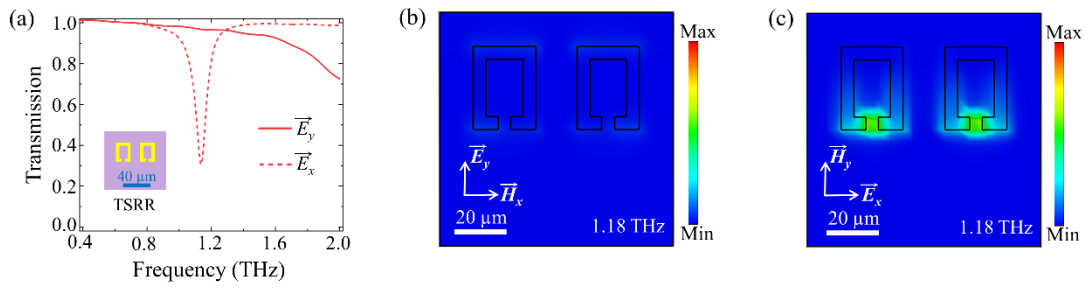 (a)
Transmission
1.0
0.8
0.6
0.4
0.2
0.0
E_y
E_x
40 μm
TSRR
0.4
0.8
1.2
1.6
2.0
Frequency (THz)
(b)
E_y
H_x
20 μm
1.18 THz
Max
Min
(c)
H_y
E_x
20 μm
1.18 THz
Max
Min